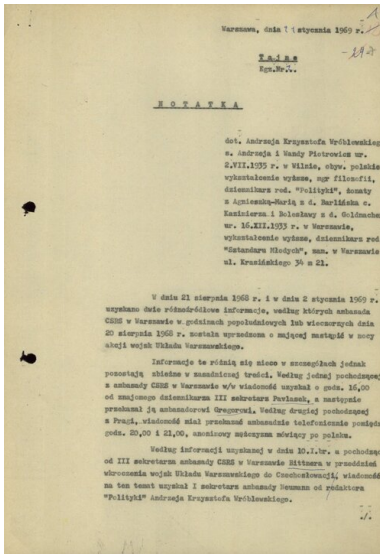 Warszawa, dnia 11 stycznia 1969 r.
T a j n e
Egz.Nr.
N O T A T K A
dot. Andrzeja Krzysztofa Wróblewskiego
s. Andrzeja i Wandy Piotrowicz ur.
2.VII.1935 r. w Wilnie, obyw. polskie
wykształcenie wyższe, mgr filozofii,
dziennikarz red. "Polityki", żonaty
z Agnieszką-Marią z d. Barlińska c.
Kazimierza i Bolesławy z d. Goldmacher
ur. 16.XII.1933 r. w Warszawie,
wykształcenie wyższe, dziennikarz red.
"Sztandaru Młodych", zam. w Warszawie
ul. Krasińskiego 34 m 21.
W dniu 21 sierpnia 1968 r. i w dniu 2 stycznia 1969 r.
uzyskano dwie różnoźródłowe informacje, według których ambasada
CSRS w Warszawie w godzinach popołudniowych lub wieczornych dnia
20 sierpnia 1968 r. została uprzedzona o mającej nastąpić w nocy
akcji wojsk Układu Warszawskiego.
Informacje te różnią się nieco w szczegółach jednak
pozostają zbieżne w zasadniczej treści. Według jednej pochodzącej
z ambasady CSRS w Warszawie w/w wiadomość uzyskał o godz. 16,00
od znajomego dziennikarza III sekretarz Pavlasek, a następnie
przekazał ją ambasadorowi Gregorowi. Według drugiej pochodzącej
z Pragi, wiadomość miał przekazać ambasadzie telefonicznie pomiędzy
godz. 20,00 i 21,00, anonimowy mężczyzna mówiący po polsku.
Według informacji uzyskanej w dniu 10.I.br. a pochodzącej
od III sekretarza ambasady CSRS w Warszawie Bittnera w przeddzień
wkroczenia wojsk Układu Warszawskiego do Czechosłowacji, wiadomość
na ten temat uzyskał I sekretarz ambasady Neumann od redaktora
"Polityki" Andrzeja Krzysztofa Wróblewskiego.